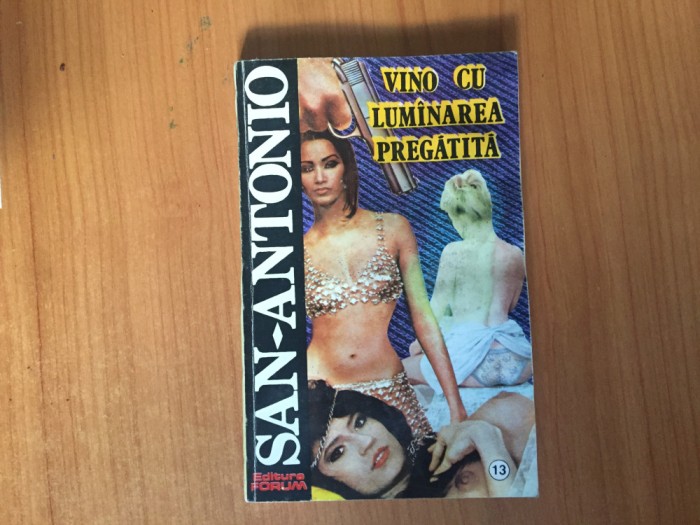 SAN-ANTONIO
VINO CU
LUMÎNAREA
PREGĂTITĂ
Editura
FORUM
13